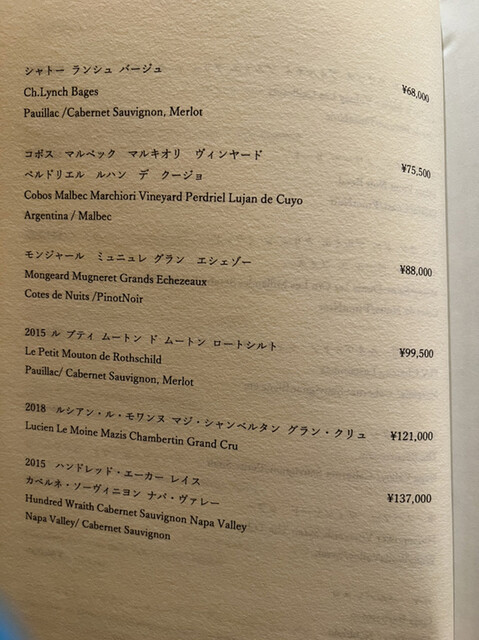 シャトー ランシュ バージュ
Ch.Lynch Bages ¥68,000
Pauillac /Cabernet Sauvignon, Merlot
コボス マルベック マルキオリ ヴィンヤード
ペルドリエル ルハン デ クージョ ¥75,500
Cobos Malbec Marchiori Vineyard Perdriel Lujan de Cuyo
Argentina / Malbec
モンジャール ミュニュレ グラン エシェゾー
Mongeard Mugneret Grands Echezeaux ¥88,000
Cotes de Nuits /PinotNoir
2015 ル プティ ムートン ド ムートン ロートシルト
Le Petit Mouton de Rothschild ¥99,500
Pauillac/ Cabernet Sauvignon, Merlot
2018 ルシアン・ル・モワンヌ マジ・シャンベルタン グラン・クリュ ¥121,000
Lucien Le Moine Mazis Chambertin Grand Cru
2015 ハンドレッド・エーカー レイス
カベルネ・ソーヴィニヨン ナパ・ヴァレー ¥137,000
Hundred Wraith Cabernet Sauvignon Napa Valley
Napa Valley/ Cabernet Sauvignon